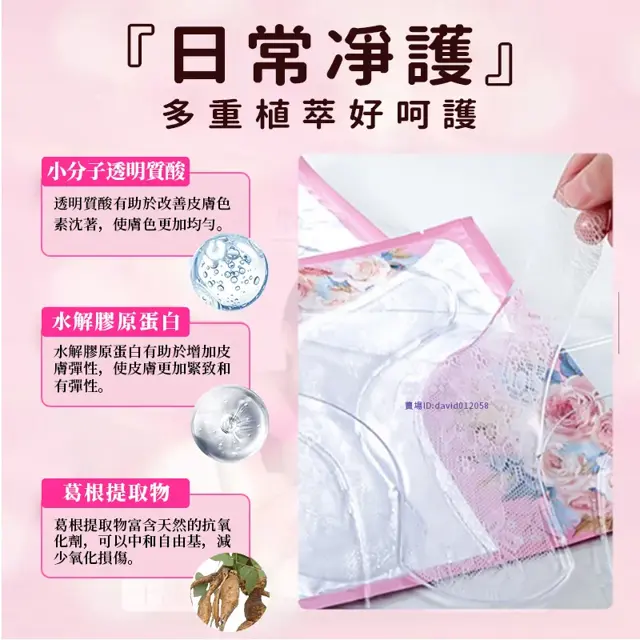 『日常凈護』
多重植萃好呵護
小分子透明質酸
透明質酸有助於改善皮膚色
素沈著，使膚色更加均勻。
水解膠原蛋白
水解膠原蛋白有助於增加皮
膚彈性，使皮膚更加緊致和
有彈性。
葛根提取物
葛根提取物富含天然的抗氧
化劑，可以中和自由基，減
少氧化損傷。
賣場ID:david012058